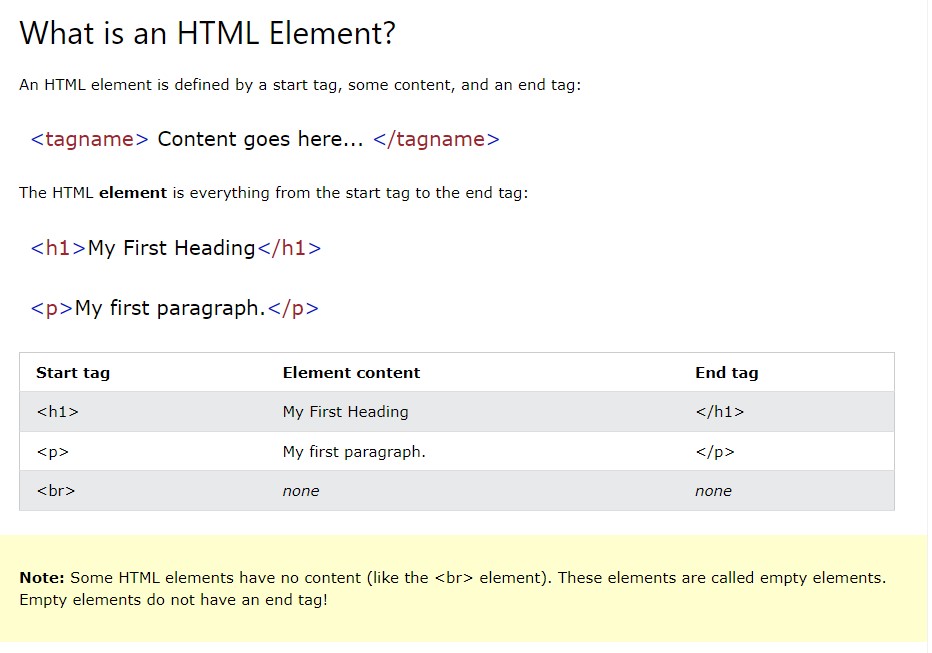 What is an HTML Element?
An HTML element is defined by a start tag, some content, and an end tag:
<tagname> Content goes here... </tagname>
The HTML element is everything from the start tag to the end tag:
<h1>My First Heading</h1>
<p>My first paragraph.</p>
Start tag Element content End tag
<h1> My First Heading </h1>
<p> My first paragraph. </p>
<br> none none
Note: Some HTML elements have no content (like the <br> element). These elements are called empty elements.
Empty elements do not have an end tag!